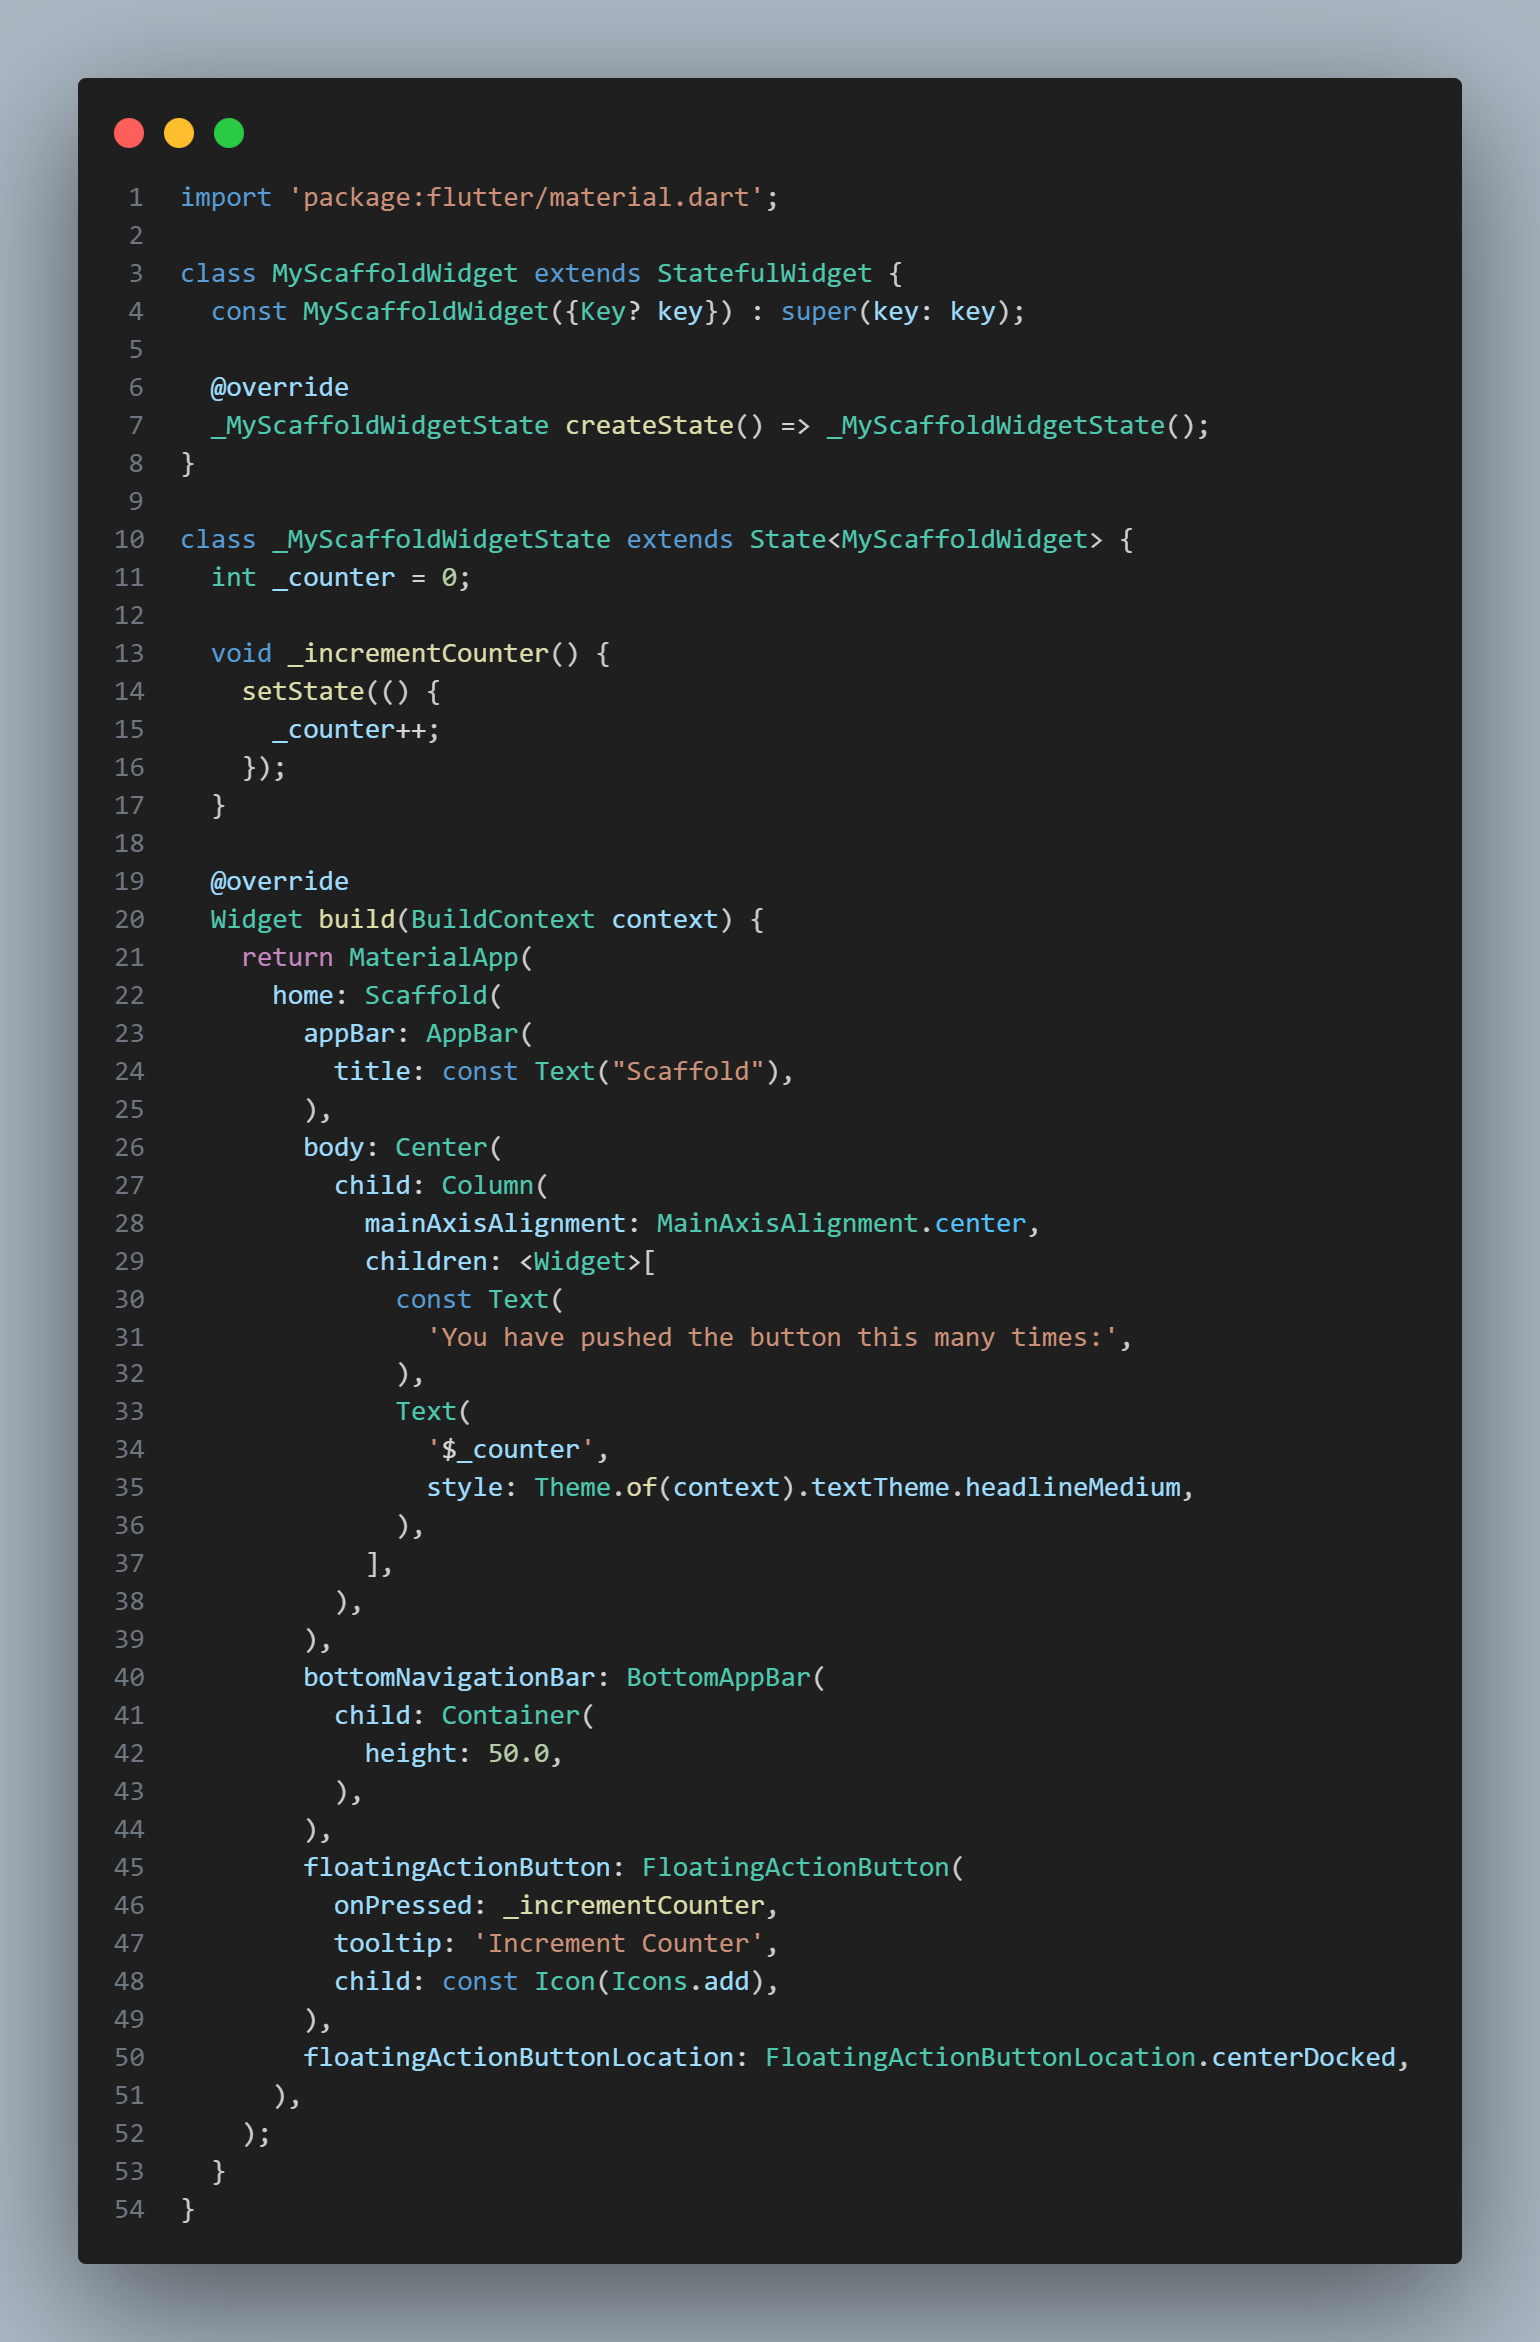 1 import 'package:flutter/material.dart';
2
3 class MyScaffoldWidget extends StatefulWidget {
4   const MyScaffoldWidget({Key? key}) : super(key: key);
5
6   @override
7   _MyScaffoldWidgetState createState() => _MyScaffoldWidgetState();
8 }
9
10 class _MyScaffoldWidgetState extends State<MyScaffoldWidget> {
11   int _counter = 0;
12
13   void _incrementCounter() {
14     setState(() {
15       _counter++;
16     });
17   }
18
19   @override
20   Widget build(BuildContext context) {
21     return MaterialApp(
22       home: Scaffold(
23         appBar: AppBar(
24           title: const Text("Scaffold"),
25         ),
26         body: Center(
27           child: Column(
28             mainAxisAlignment: MainAxisAlignment.center,
29             children: <Widget>[
30               const Text(
31                 'You have pushed the button this many times:',
32               ),
33               Text(
34                 '$_counter',
35                 style: Theme.of(context).textTheme.headlineMedium,
36               ),
37             ],
38           ),
39         ),
40         bottomNavigationBar: BottomAppBar(
41           child: Container(
42             height: 50.0,
43           ),
44         ),
45         floatingActionButton: FloatingActionButton(
46           onPressed: _incrementCounter,
47           tooltip: 'Increment Counter',
48           child: const Icon(Icons.add),
49         ),
50         floatingActionButtonLocation: FloatingActionButtonLocation.centerDocked,
51       ),
52     );
53   }
54 }